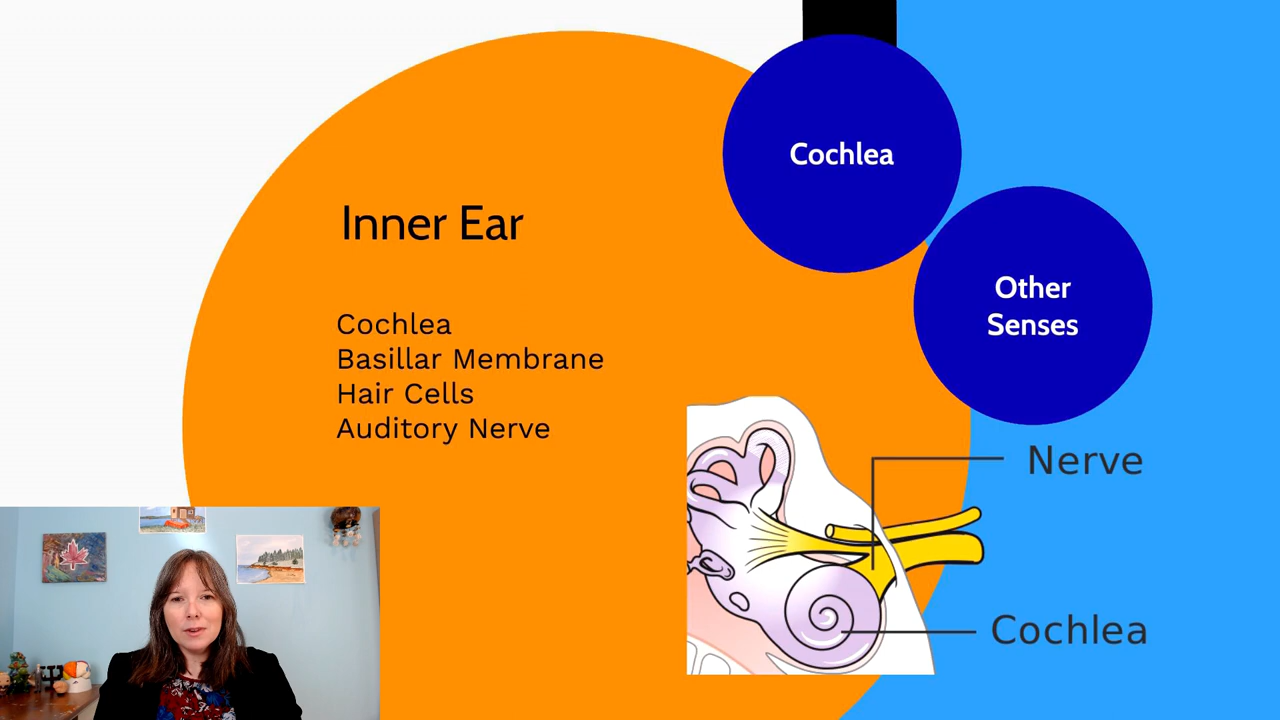 Inner Ear
Cochlea
Basillar Membrane
Hair Cells
Auditory Nerve
Cochlea
Other
Senses
Nerve
Cochlea